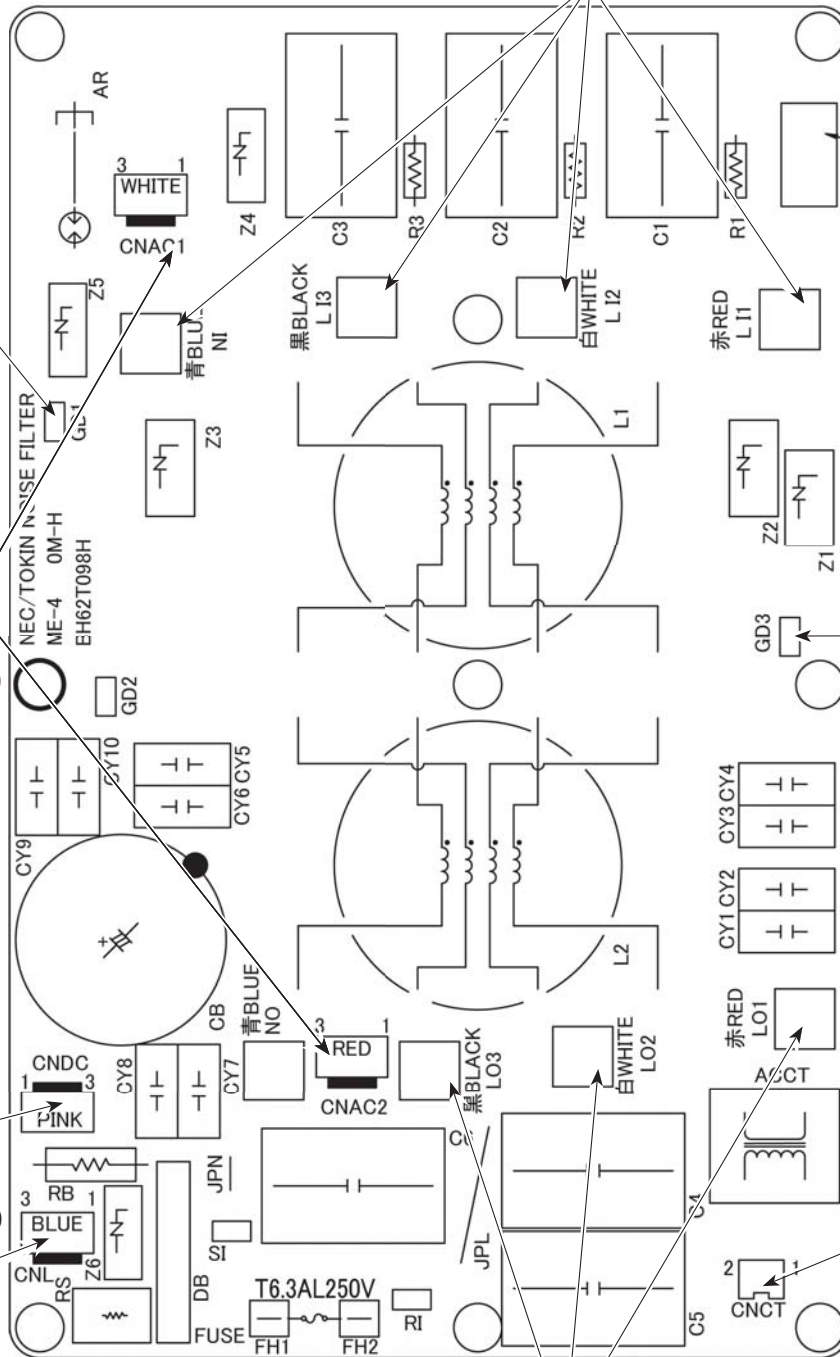 AR
3 1
WHITE
CNAC1
Z4
C3
R3
C2
R2
C1
R1
Z5
青BLUE
NI
黒BLACK
L I3
白WHITE
L I2
赤RED
L I1
GD1
Z3
L1
Z2
Z1
NEC/TOKIN NOISE FILTER
ME-4 0M-H
EH62T098H
GD3
GD2
CY9
CY10
CY6 CY5
CY3 CY4
CY1 CY2
L2
CB
青BLUE
NO
3 1
RED
CNAC2
黒BLACK
LO3
白WHITE
LO2
赤RED
LO1
CNDC
1 3
PINK
CY8
CY7
ACCT
C6
RB
JPN
C4
3 1
BLUE
CNL
Z6
SI
JPL
2 1
CNCT
RS
DB
T6.3AL250V
RI
C5
FUSE
FH1 FH2